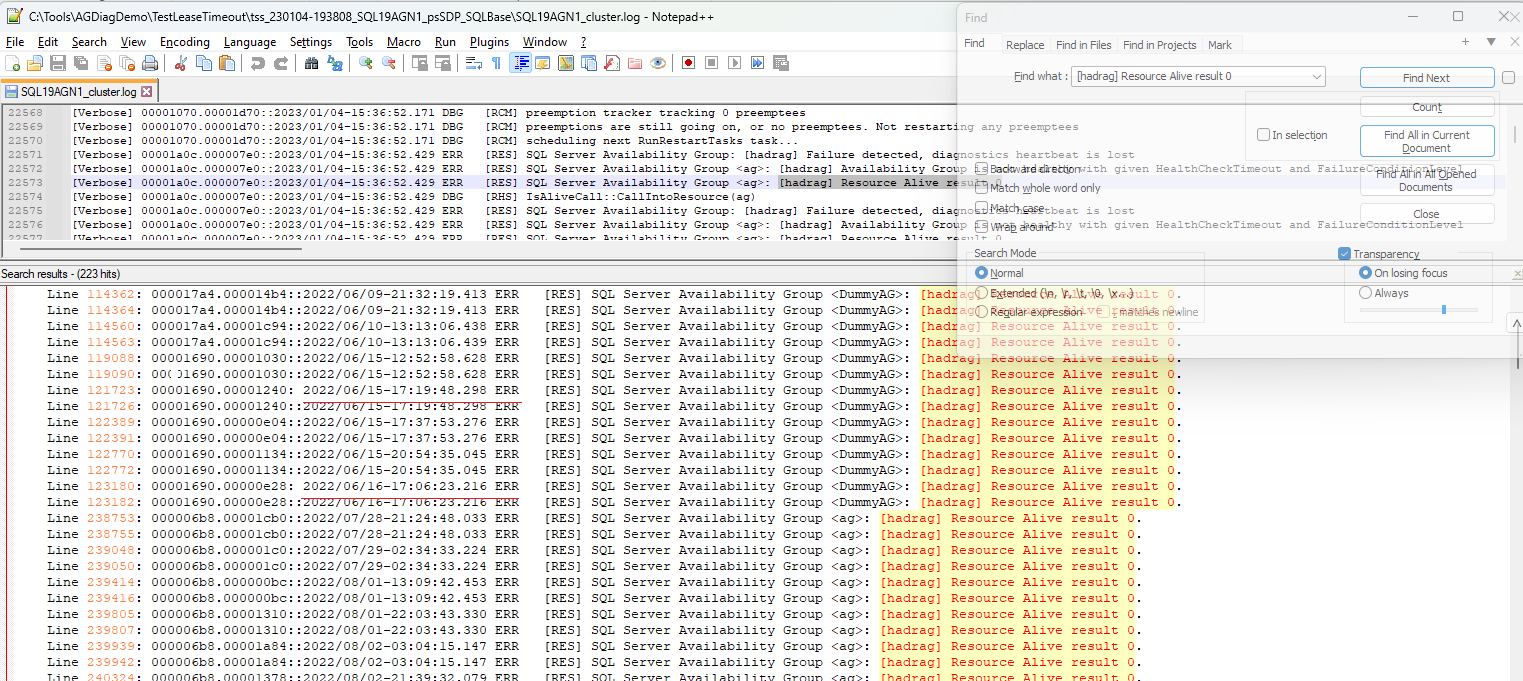 C:\Tools\AGDiagDemo\TestLeaseTimeout\tss_230104-193808_SQL19AGN1_psSDP_SQLBase\SQL19AGN1_cluster.log - Notepad++
File Edit Search View Encoding Language Settings Tools Macro Run Plugins Window ?
SQL19AGN1_cluster.log
22568 [Verbose] 00001070.00001d70::2023/01/04-15:36:52.171 DBG [RCM] preemption tracker tracking 0 preemptees
22569 [Verbose] 00001070.00001d70::2023/01/04-15:36:52.171 DBG [RCM] preemptions are still going on, or no preemptees. Not restarting any preemptees
22570 [Verbose] 00001070.00001d70::2023/01/04-15:36:52.171 DBG [RCM] scheduling next RunRestartTasks task...
22571 [Verbose] 00001a0c.000007e0::2023/01/04-15:36:52.429 ERR [RES] SQL Server Availability Group: [hadrag] Failure detected, diagnostics heartbeat is lost
22572 [Verbose] 00001a0c.000007e0::2023/01/04-15:36:52.429 ERR [RES] SQL Server Availability Group <ag>: [hadrag] Availability Group is not healthy with given HealthCheckTimeout and FailureConditionLevel
22573 [Verbose] 00001a0c.000007e0::2023/01/04-15:36:52.429 ERR [RES] SQL Server Availability Group <ag>: [hadrag] Resource Alive result 0.
22574 [Verbose] 00001a0c.000007e0::2023/01/04-15:36:52.429 ERR [RHS] IsAliveCall::CallIntoResource(ag)
22575 [Verbose] 00001a0c.000007e0::2023/01/04-15:36:52.429 ERR [RES] SQL Server Availability Group: [hadrag] Failure detected, diagnostics heartbeat is lost
22576 [Verbose] 00001a0c.000007e0::2023/01/04-15:36:52.429 ERR [RES] SQL Server Availability Group <ag>: [hadrag] Availability Group is not healthy with given HealthCheckTimeout and FailureConditionLevel
22577 [Verbose] 00001a0c.000007e0::2023/01/04-15:36:52.429 ERR [RES] SQL Server Availability Group <ag>: [hadrag] Resource Alive result 0.
Find
Find Replace Find in Files Find in Projects Mark
Find what : [hadrag] Resource Alive result 0
Find Next
Count
In selection
Find All in Current Document
Find All in All Opened Documents
Close
Backward direction
Match whole word only
Match case
Wrap around
Search Mode
Normal
Extended (\n, \r, \t, \0, \x...)
Regular expression . matches newline
Transparency
On losing focus
Always
Search results - (223 hits)
Line 114362: 000017a4.000014b4::2022/06/09-21:32:19.413 ERR [RES] SQL Server Availability Group <DummyAG>: [hadrag] Resource Alive result 0.
Line 114364: 000017a4.000014b4::2022/06/09-21:32:19.413 ERR [RES] SQL Server Availability Group <DummyAG>: [hadrag] Resource Alive result 0.
Line 114560: 000017a4.00001c94::2022/06/10-13:13:06.438 ERR [RES] SQL Server Availability Group <DummyAG>: [hadrag] Resource Alive result 0.
Line 114563: 000017a4.00001c94::2022/06/10-13:13:06.439 ERR [RES] SQL Server Availability Group <DummyAG>: [hadrag] Resource Alive result 0.
Line 119088: 00001690.00001030::2022/06/15-12:52:58.628 ERR [RES] SQL Server Availability Group <DummyAG>: [hadrag] Resource Alive result 0.
Line 119090: 00001690.00001030::2022/06/15-12:52:58.628 ERR [RES] SQL Server Availability Group <DummyAG>: [hadrag] Resource Alive result 0.
Line 121723: 00001690.00001240: 2022/06/15-17:19:48.298 ERR [RES] SQL Server Availability Group <DummyAG>: [hadrag] Resource Alive result 0.
Line 121726: 00001690.00001240::2022/06/15-17:19:48.298 ERR [RES] SQL Server Availability Group <DummyAG>: [hadrag] Resource Alive result 0.
Line 122389: 00001690.00000e04::2022/06/15-17:37:53.276 ERR [RES] SQL Server Availability Group <DummyAG>: [hadrag] Resource Alive result 0.
Line 122391: 00001690.00000e04::2022/06/15-17:37:53.276 ERR [RES] SQL Server Availability Group <DummyAG>: [hadrag] Resource Alive result 0.
Line 122770: 00001690.00001134::2022/06/15-20:54:35.045 ERR [RES] SQL Server Availability Group <DummyAG>: [hadrag] Resource Alive result 0.
Line 122772: 00001690.00001134::2022/06/15-20:54:35.045 ERR [RES] SQL Server Availability Group <DummyAG>: [hadrag] Resource Alive result 0.
Line 123180: 00001690.00000e28: 2022/06/16-17:06:23.216 ERR [RES] SQL Server Availability Group <DummyAG>: [hadrag] Resource Alive result 0.
Line 123182: 00001690.00000e28::2022/06/16-17:06:23.216 ERR [RES] SQL Server Availability Group <DummyAG>: [hadrag] Resource Alive result 0.
Line 238753: 000006b8.00001cb0::2022/07/28-21:24:48.033 ERR [RES] SQL Server Availability Group <ag>: [hadrag] Resource Alive result 0.
Line 238755: 000006b8.00001cb0::2022/07/28-21:24:48.033 ERR [RES] SQL Server Availability Group <ag>: [hadrag] Resource Alive result 0.
Line 239048: 000006b8.000001c0::2022/07/29-02:34:33.224 ERR [RES] SQL Server Availability Group <ag>: [hadrag] Resource Alive result 0.
Line 239050: 000006b8.000001c0::2022/07/29-02:34:33.224 ERR [RES] SQL Server Availability Group <ag>: [hadrag] Resource Alive result 0.
Line 239414: 000006b8.000000bc::2022/08/01-13:09:42.453 ERR [RES] SQL Server Availability Group <ag>: [hadrag] Resource Alive result 0.
Line 239416: 000006b8.000000bc::2022/08/01-13:09:42.453 ERR [RES] SQL Server Availability Group <ag>: [hadrag] Resource Alive result 0.
Line 239805: 000006b8.00001310::2022/08/01-22:03:43.330 ERR [RES] SQL Server Availability Group <ag>: [hadrag] Resource Alive result 0.
Line 239807: 000006b8.00001310::2022/08/01-22:03:43.330 ERR [RES] SQL Server Availability Group <ag>: [hadrag] Resource Alive result 0.
Line 239939: 000006b8.00001a84::2022/08/02-03:04:15.147 ERR [RES] SQL Server Availability Group <ag>: [hadrag] Resource Alive result 0.
Line 239942: 000006b8.00001a84::2022/08/02-03:04:15.147 ERR [RES] SQL Server Availability Group <ag>: [hadrag] Resource Alive result 0.
Line 240324: 000006b8.00001378::2022/08/02-21:39:32.079 ERR [RES] SQL Server Availability Group <ag>: [hadrag] Resource Alive result 0.